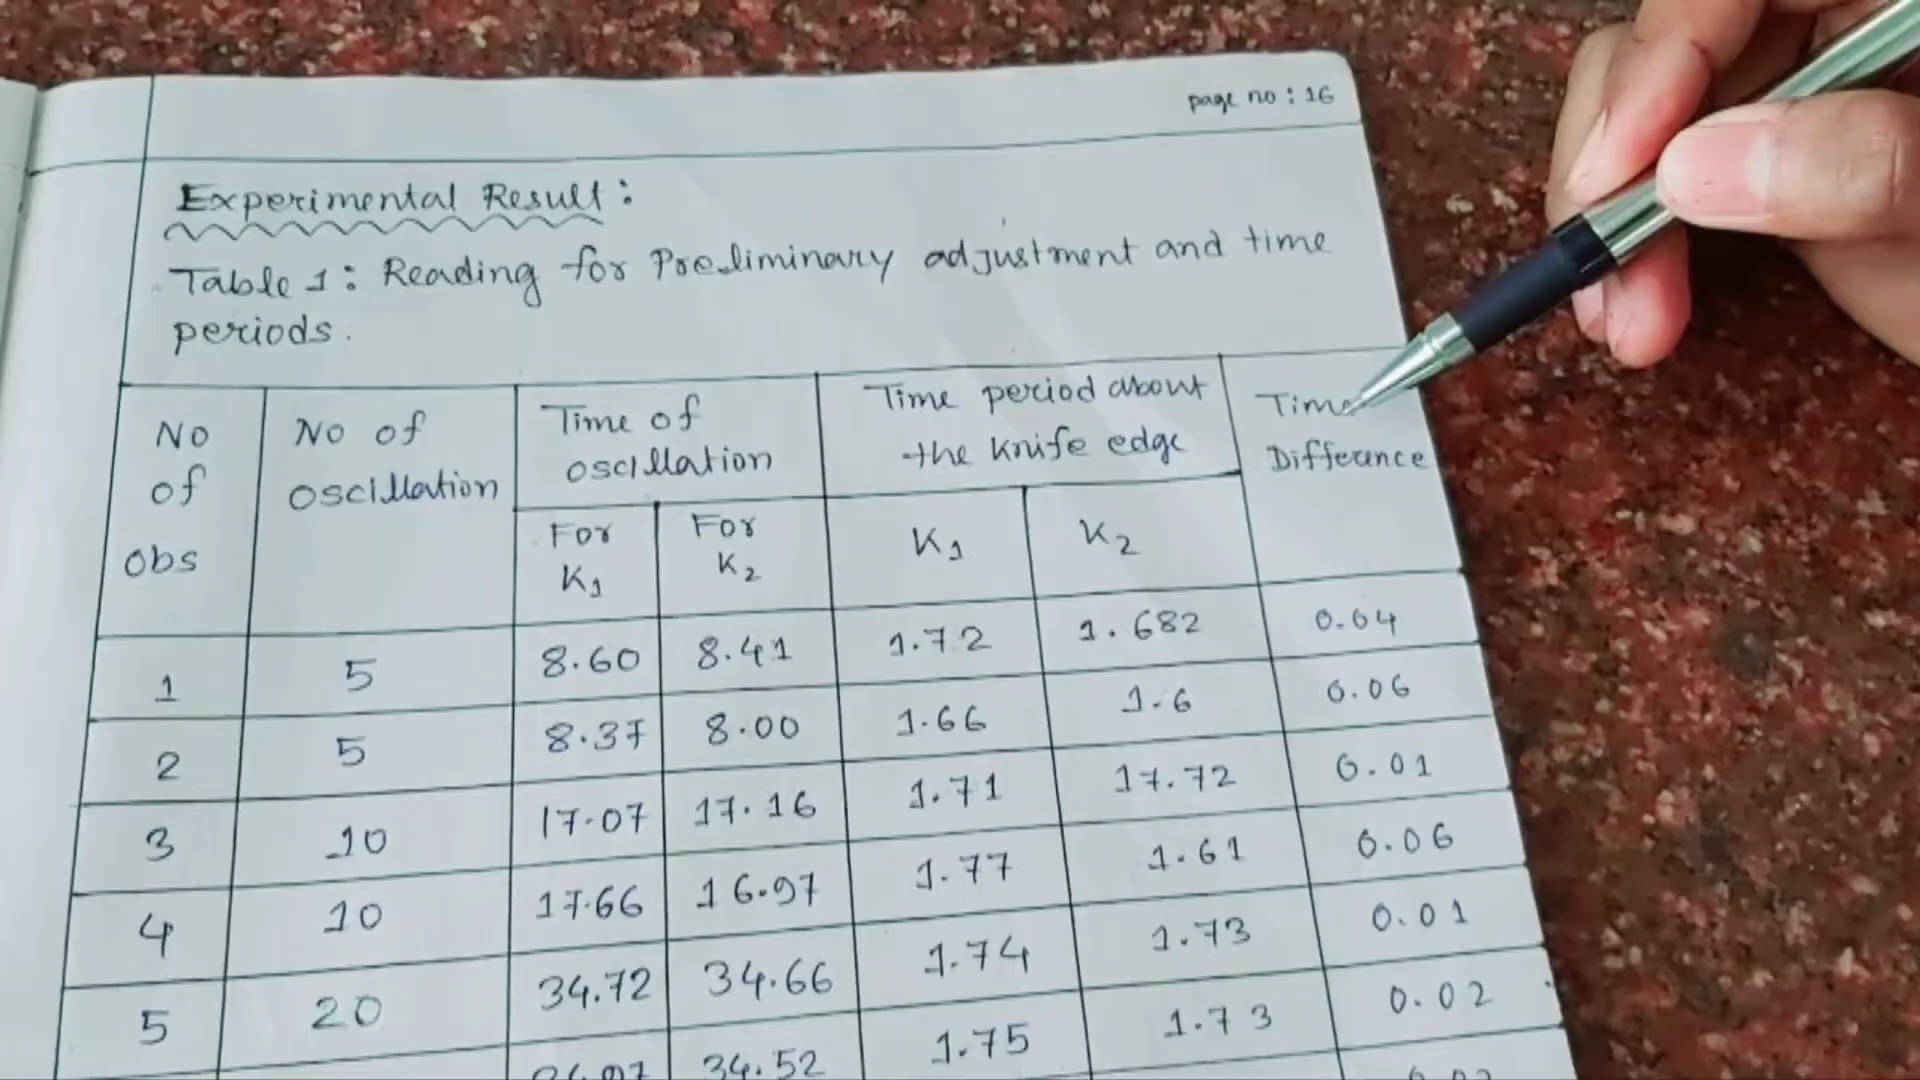 page no : 16
Experimental Result :
Table 1 : Reading for Preliminary adjustment and time
periods.
No of Obs | No of oscillation | Time of oscillation | Time period about the knife edge | Time Difference
For K1 | For K2 | K1 | K2
1 | 5 | 8.60 | 8.41 | 1.72 | 1.682 | 0.04
2 | 5 | 8.37 | 8.00 | 1.66 | 1.6 | 0.06
3 | 10 | 17.07 | 17.16 | 1.71 | 17.72 | 0.01
4 | 10 | 17.66 | 16.97 | 1.77 | 1.61 | 0.06
5 | 20 | 34.72 | 34.66 | 1.74 | 1.73 | 0.01
34.52 | 1.75 | 1.73 | 0.02